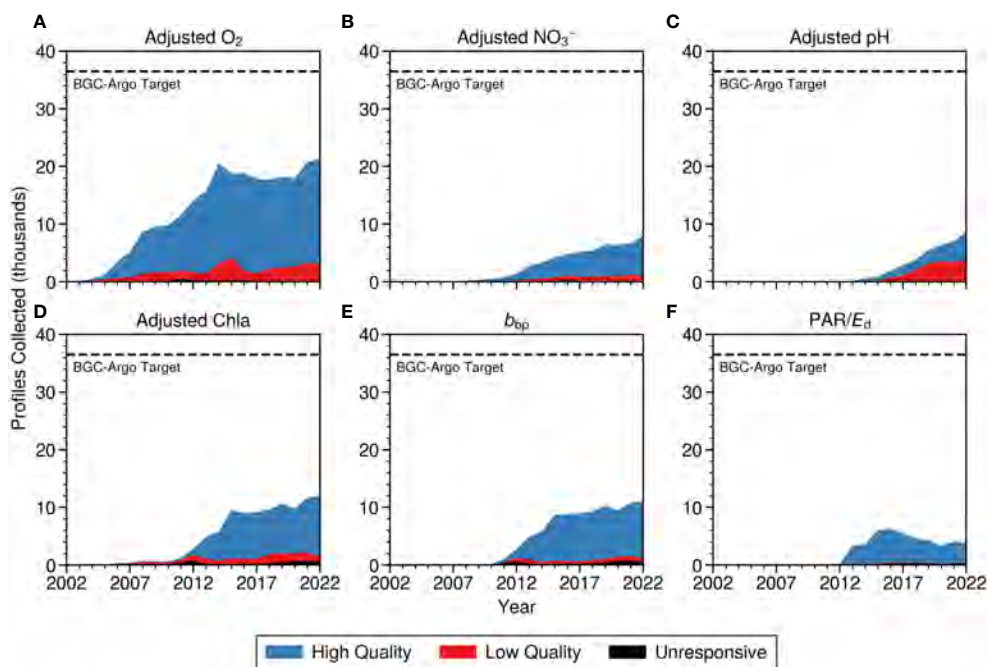 A
Adjusted O₂
B
Adjusted NO₃⁻
C
Adjusted pH
40
BGC-Argo Target
30
20
10
0
40
BGC-Argo Target
30
20
10
0
40
BGC-Argo Target
30
20
10
0
Profiles Collected (thousands)
D
Adjusted Chla
E
b_bp
F
PAR/E_d
40
BGC-Argo Target
30
20
10
0
2002 2007 2012 2017 2022
40
BGC-Argo Target
30
20
10
0
2002 2007 2012 2017 2022
40
BGC-Argo Target
30
20
10
0
2002 2007 2012 2017 2022
Year
High Quality Low Quality Unresponsive